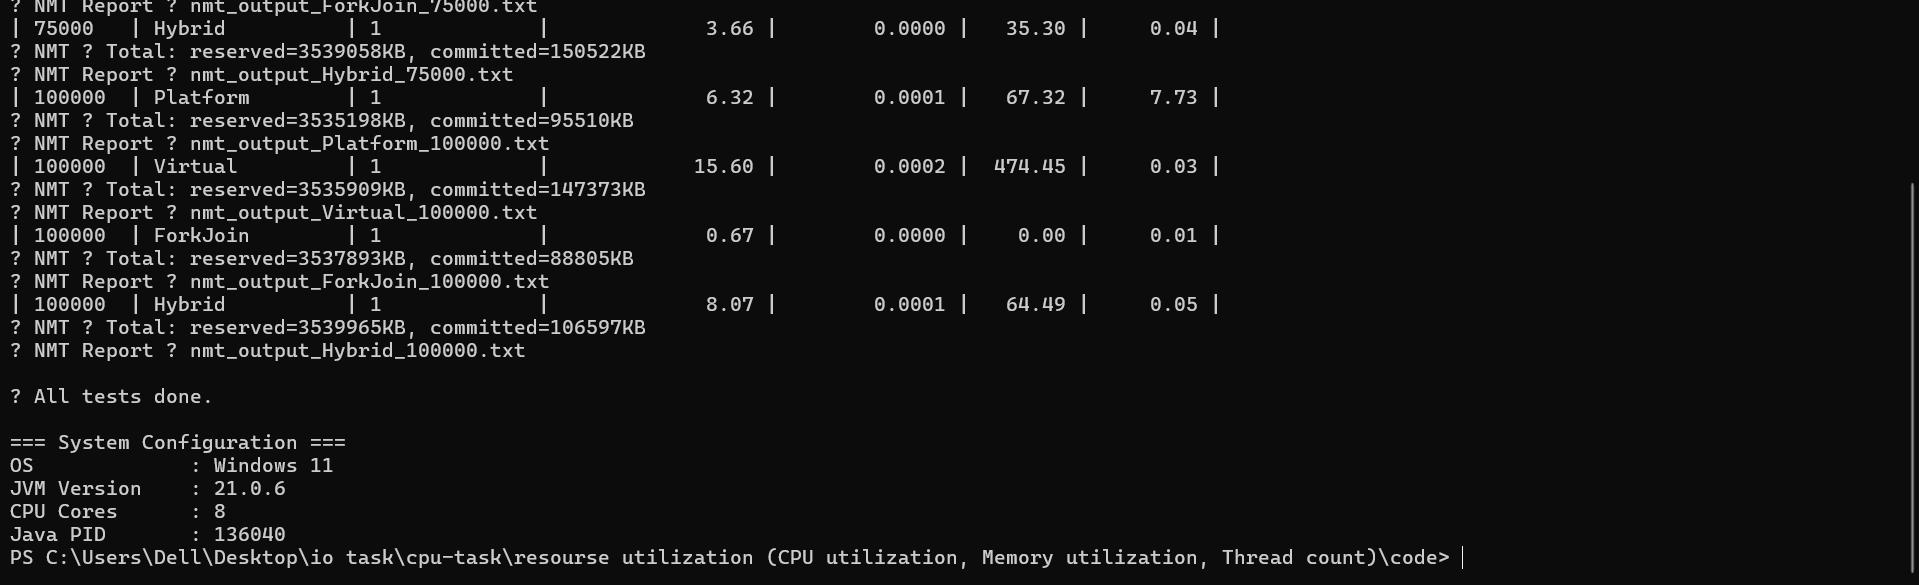 ? NMT Report ? nmt_output_ForkJoin_75000.txt
| 75000   | Hybrid          | 1             |             3.66 |        0.0000 |   35.30 |     0.04 |
? NMT ? Total: reserved=3539058KB, committed=150522KB
? NMT Report ? nmt_output_Hybrid_75000.txt
| 100000  | Platform        | 1             |             6.32 |        0.0001 |   67.32 |     7.73 |
? NMT ? Total: reserved=3535198KB, committed=95510KB
? NMT Report ? nmt_output_Platform_100000.txt
| 100000  | Virtual         | 1             |            15.60 |        0.0002 |  474.45 |     0.03 |
? NMT ? Total: reserved=3535909KB, committed=147373KB
? NMT Report ? nmt_output_Virtual_100000.txt
| 100000  | ForkJoin        | 1             |             0.67 |        0.0000 |    0.00 |     0.01 |
? NMT ? Total: reserved=3537893KB, committed=88805KB
? NMT Report ? nmt_output_ForkJoin_100000.txt
| 100000  | Hybrid          | 1             |             8.07 |        0.0001 |   64.49 |     0.05 |
? NMT ? Total: reserved=3539965KB, committed=106597KB
? NMT Report ? nmt_output_Hybrid_100000.txt
? All tests done.
=== System Configuration ===
OS             : Windows 11
JVM Version    : 21.0.6
CPU Cores      : 8
Java PID       : 136040
PS C:\Users\Dell\Desktop\io task\cpu-task\resourse utilization (CPU utilization, Memory utilization, Thread count)\code>